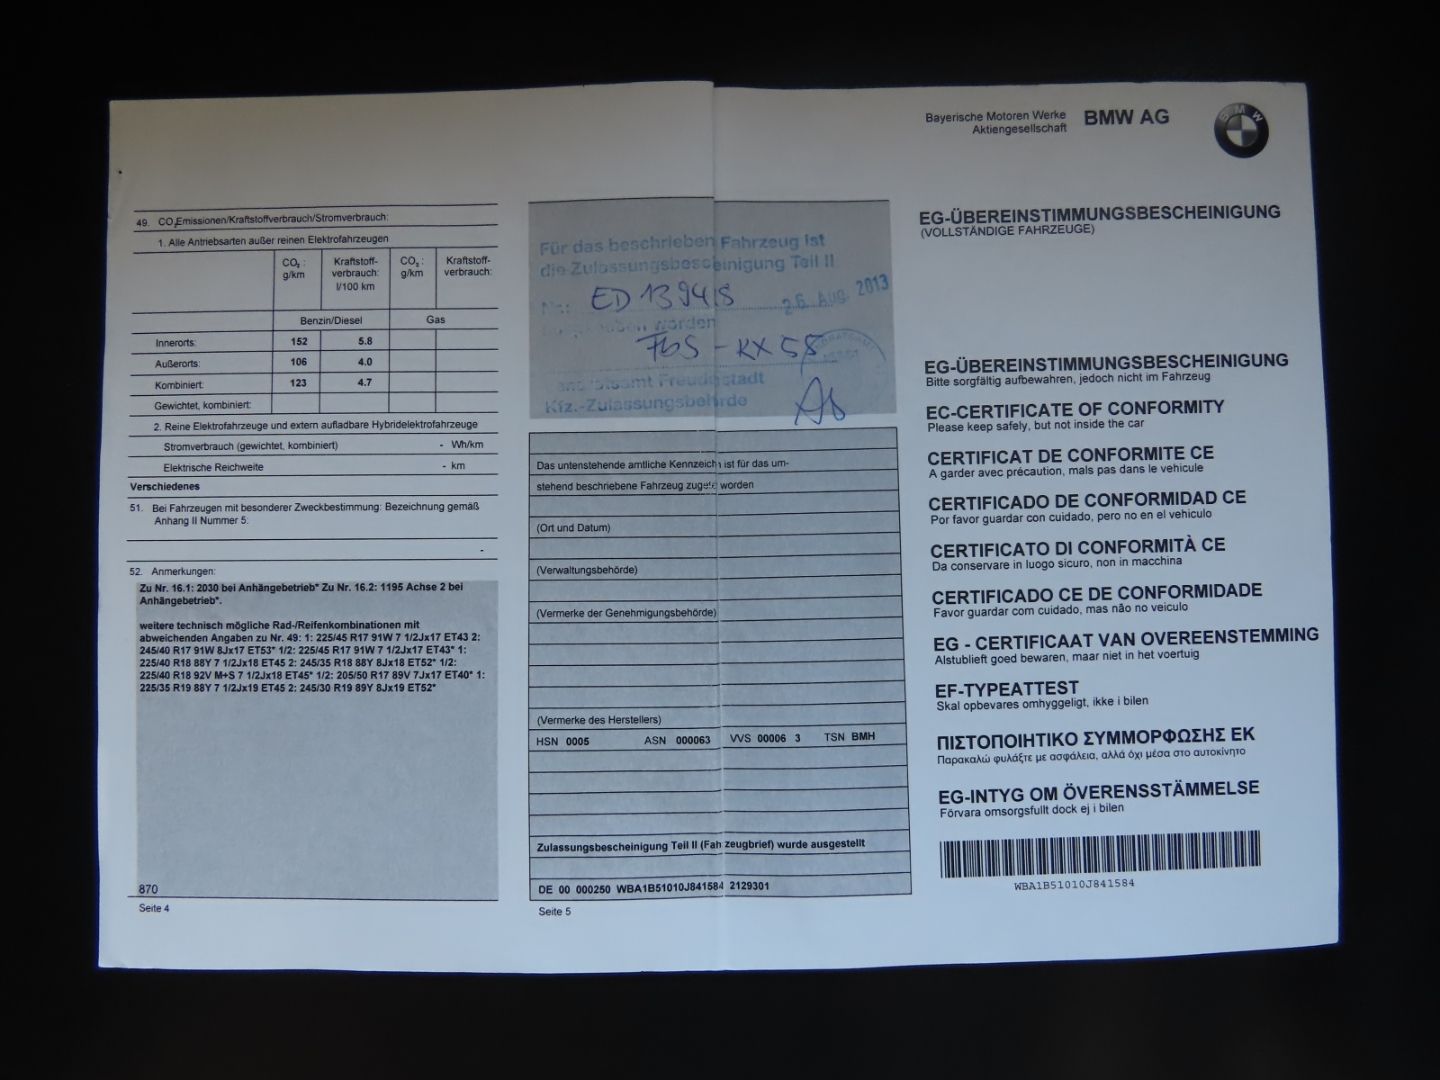 49. CO₂Emissionen/Kraftstoffverbrauch/Stromverbrauch:
1. Alle Antriebsarten außer reinen Elektrofahrzeugen
CO₂ : g/km
Kraftstoff-verbrauch: l/100 km
CO₂ : g/km
Kraftstoff-verbrauch:
Benzin/Diesel Gas
Innerorts: 152 5.8
Außerorts: 106 4.0
Kombiniert: 123 4.7
Gewichtet, kombiniert:
2. Reine Elektrofahrzeuge und extern aufladbare Hybridelektrofahrzeuge
Stromverbrauch (gewichtet, kombiniert) - Wh/km
Elektrische Reichweite - km
Verschiedenes
51. Bei Fahrzeugen mit besonderer Zweckbestimmung: Bezeichnung gemäß
Anhang II Nummer 5.
-
52. Anmerkungen:
Zu Nr. 16.1: 2030 bei Anhängebetrieb* Zu Nr. 16.2: 1195 Achse 2 bei
Anhängebetrieb*.
weitere technisch mögliche Rad-/Reifenkombinationen mit
abweichenden Angaben zu Nr. 49: 1: 225/45 R17 91W 7 1/2Jx17 ET43 2:
245/40 R17 91W 8Jx17 ET53* 1/2: 225/45 R17 91W 7 1/2Jx17 ET43* 1:
225/40 R18 88Y 7 1/2Jx18 ET45 2: 245/35 R18 88Y 8Jx18 ET52* 1/2:
225/40 R18 92V M+S 7 1/2Jx18 ET45* 1/2: 205/50 R17 89V 7Jx17 ET40* 1:
225/35 R19 88Y 7 1/2Jx19 ET45 2: 245/30 R19 89Y 8Jx19 ET52*
870
Seite 4
Für das beschrieben Fahrzeug ist
die Zulassungsbescheinigung Teil II
Nr.: ED 139418 26. Aug. 2013
worden
FDS - KX 58
Landratsamt Freudenstadt
Kfz.-Zulassungsbehörde
Das untenstehende amtliche Kennzeichen ist für das um-
stehend beschriebene Fahrzeug zugeteilt worden
(Ort und Datum)
(Verwaltungsbehörde)
(Vermerke der Genehmigungsbehörde)
(Vermerke des Herstellers)
HSN 0005 ASN 000063 VVS 00006 3 TSN BMH
Zulassungsbescheinigung Teil II (Fahrzeugbrief) wurde ausgestellt
DE 00 000250 WBA1B51010J841584 2129301
Seite 5
Bayerische Motoren Werke
Aktiengesellschaft
BMW AG
BMW
EG-ÜBEREINSTIMMUNGSBESCHEINIGUNG
(VOLLSTÄNDIGE FAHRZEUGE)
EG-ÜBEREINSTIMMUNGSBESCHEINIGUNG
Bitte sorgfältig aufbewahren, jedoch nicht im Fahrzeug
EC-CERTIFICATE OF CONFORMITY
Please keep safely, but not inside the car
CERTIFICAT DE CONFORMITE CE
A garder avec précaution, mais pas dans le vehicule
CERTIFICADO DE CONFORMIDAD CE
Por favor guardar con cuidado, pero no en el vehiculo
CERTIFICATO DI CONFORMITÀ CE
Da conservare in luogo sicuro, non in macchina
CERTIFICADO CE DE CONFORMIDADE
Favor guardar com cuidado, mas não no veiculo
EG - CERTIFICAAT VAN OVEREENSTEMMING
Alstublieft goed bewaren, maar niet in het voertuig
EF-TYPEATTEST
Skal opbevares omhyggeligt, ikke i bilen
ΠΙΣΤΟΠΟΙΗΤΙΚΟ ΣΥΜΜΟΡΦΩΣΗΣ ΕΚ
Παρακαλώ φυλάξτε με ασφάλεια, αλλά όχι μέσα στο αυτοκίνητο
EG-INTYG OM ÖVERENSSTÄMMELSE
Förvara omsorgsfullt dock ej i bilen
WBA1B51010J841584